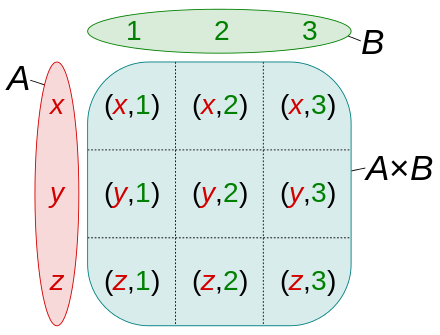 1 2 3
B
A
x (x,1) (x,2) (x,3)
y (y,1) (y,2) (y,3)
A×B
z (z,1) (z,2) (z,3)